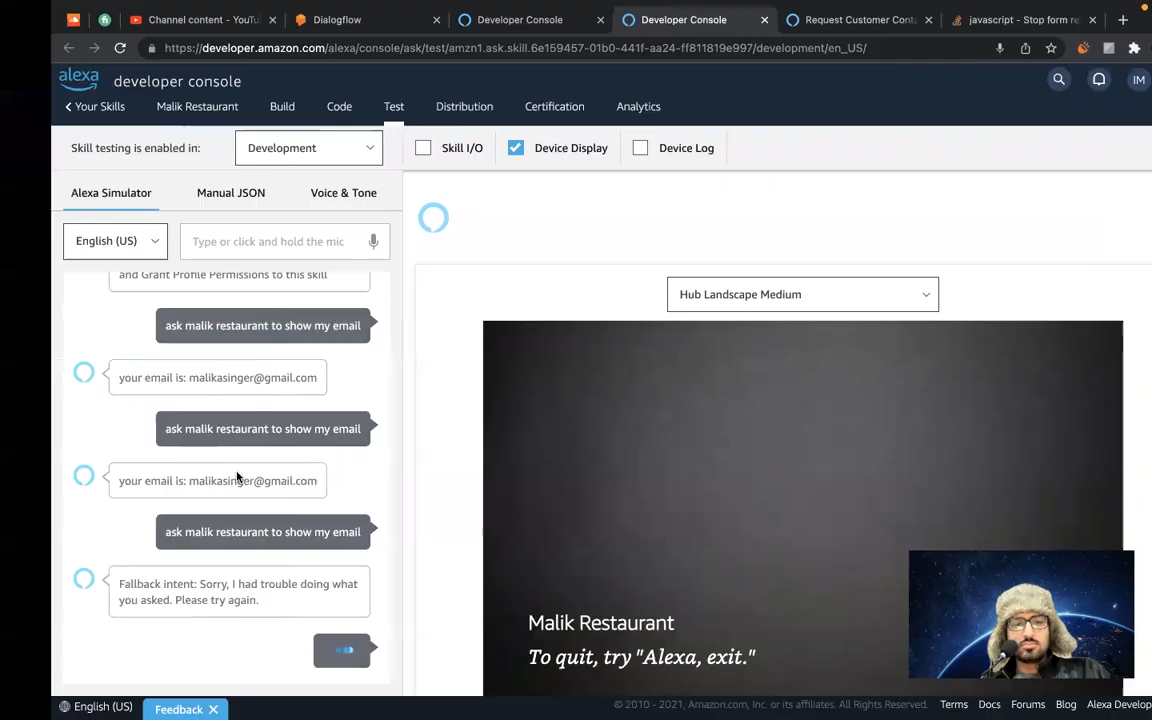 Channel content - YouTu
Dialogflow
Developer Console
Developer Console
Request Customer Conta
javascript - Stop form re
https://developer.amazon.com/alexa/console/ask/test/amzn1.ask.skill.6e159457-01b0-441f-aa24-ff811819e997/development/en_US/
alexa developer console
IM
Your Skills Malik Restaurant Build Code Test Distribution Certification Analytics
Skill testing is enabled in: Development Skill I/O Device Display Device Log
Alexa Simulator Manual JSON Voice & Tone
English (US) Type or click and hold the mic
and Grant Profile Permissions to this skill
Hub Landscape Medium
ask malik restaurant to show my email
your email is: malikasinger@gmail.com
ask malik restaurant to show my email
your email is: malikasinger@gmail.com
ask malik restaurant to show my email
Fallback intent: Sorry, I had trouble doing what
you asked. Please try again.
Malik Restaurant
To quit, try "Alexa, exit."
English (US) Feedback © 2010 - 2021, Amazon.com, Inc. or its affiliates. All Rights Reserved. Terms Docs Forums Blog Alexa Develop